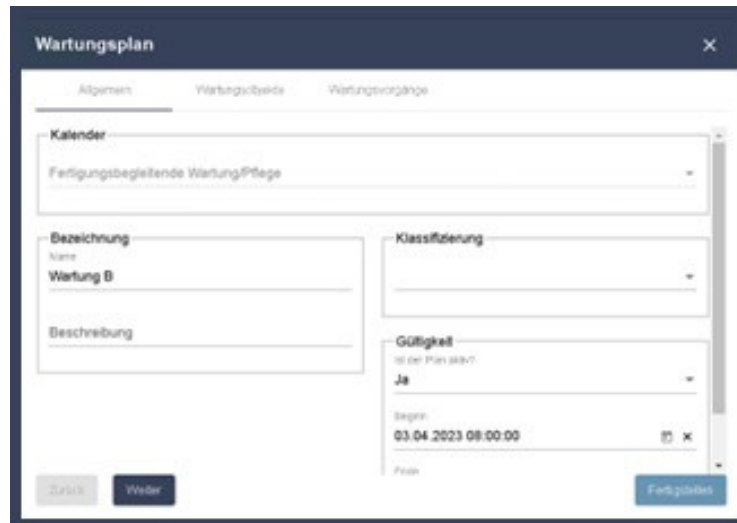 Wartungsplan
Allgemein Wartungsobjekte Wartungsvorgänge
Kalender
Fertigungsbegleitende Wartung/Pflege
Bezeichnung
Name
Wartung B
Beschreibung
Klassifizierung
Gültigkeit
Ist der Plan aktiv?
Ja
Beginn
03.04.2023 08:00:00
Ende
Zurück Weiter Fertigstellen